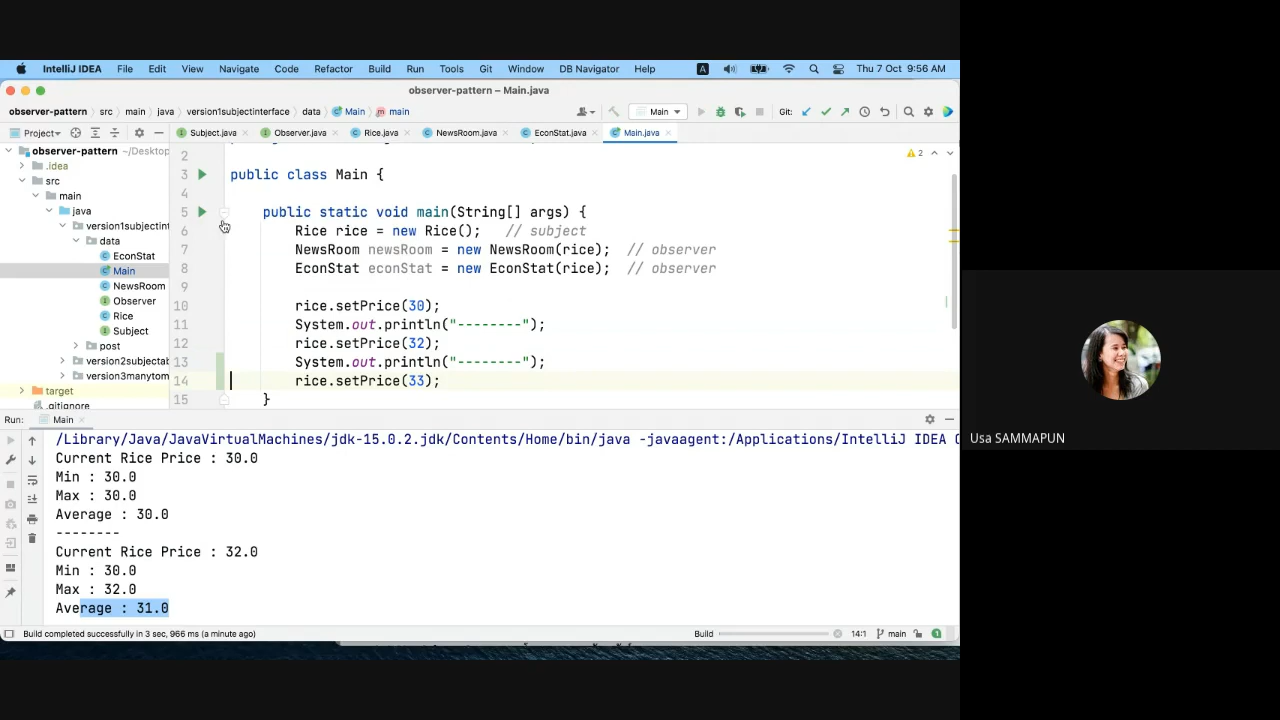 IntelliJ IDEA File Edit View Navigate Code Refactor Build Run Tools Git Window DB Navigator Help A Thu 7 Oct 9:56 AM
observer-pattern – Main.java
observer-pattern src main java version1subjectinterface data Main main Main Git:
Project Subject.java Observer.java Rice.java NewsRoom.java EconStat.java Main.java
observer-pattern ~/Desktop
.idea
src
main
java
version1subjectint
data
EconStat
Main
NewsRoom
Observer
Rice
Subject
post
version2subjectab
version3manytom
target
.gitignore
2
2
3 public class Main {
4
5 public static void main(String[] args) {
6 Rice rice = new Rice(); // subject
7 NewsRoom newsRoom = new NewsRoom(rice); // observer
8 EconStat econStat = new EconStat(rice); // observer
9
10 rice.setPrice(30);
11 System.out.println("--------");
12 rice.setPrice(32);
13 System.out.println("--------");
14 rice.setPrice(33);
15 }
Run: Main
/Library/Java/JavaVirtualMachines/jdk-15.0.2.jdk/Contents/Home/bin/java -javaagent:/Applications/IntelliJ IDEA C
Current Rice Price : 30.0
Min : 30.0
Max : 30.0
Average : 30.0
--------
Current Rice Price : 32.0
Min : 30.0
Max : 32.0
Average : 31.0
Build completed successfully in 3 sec, 966 ms (a minute ago) Build 14:1 main 1
Usa SAMMAPUN